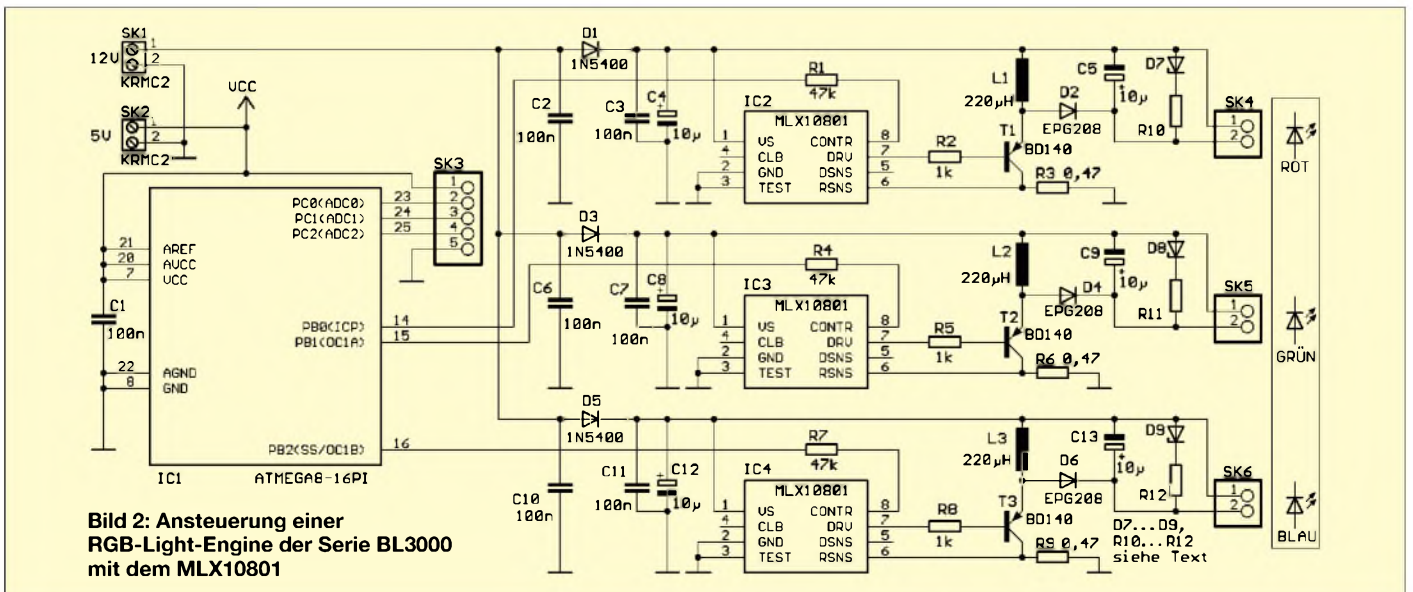 SK1
12V
1
2
KRMC2
SK2
5V
1
2
KRMC2
VCC
SK3
1
2
3
4
5
PC0(ADC0) 23
PC1(ADC1) 24
PC2(ADC2) 25
21 AREF
20 AVCC
7 VCC
C1
100n
PB0(ICP) 14
PB1(OC1A) 15
22 AGND
8 GND
PB2(SS/OC1B) 16
IC1 ATMEGA8-16PI
D1
1N5400
C2
100n
C3
100n
C4
+
10µ
R1
47k
IC2
MLX10801
1 VS CONTR 8
4 CLB DRV 7
2 GND DSNS 5
3 TEST RSNS 6
R2
1k
L1
220µH
D2
EPG208
T1
BD140
R3 0,47
C5
+
10µ
D7
R10
SK4
1
2
ROT
D3
1N5400
C6
100n
C7
100n
C8
+
10µ
R4
47k
IC3
MLX10801
1 VS CONTR 8
4 CLB DRV 7
2 GND DSNS 5
3 TEST RSNS 6
R5
1k
L2
220µH
D4
EPG208
T2
BD140
R6 0,47
C9
+
10µ
D8
R11
SK5
1
2
GRÜN
D5
1N5400
C10
100n
C11
100n
C12
+
10µ
R7
47k
IC4
MLX10801
1 VS CONTR 8
4 CLB DRV 7
2 GND DSNS 5
3 TEST RSNS 6
R8
1k
L3
220µH
D6
EPG208
T3
BD140
R9 0,47
C13
+
10µ
D9
R12
SK6
1
2
BLAU
D7...D9,
R10...R12
siehe Text
Bild 2: Ansteuerung einer
RGB-Light-Engine der Serie BL3000
mit dem MLX10801